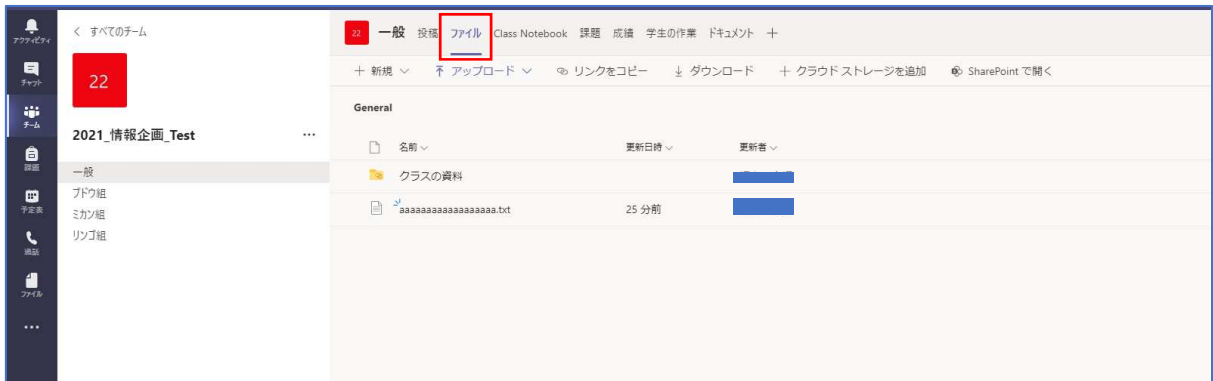 アクティビティ
チャット
チーム
課題
予定表
通話
ファイル
…
< すべてのチーム
22
2021_情報企画_Test …
一般
ブドウ組
ミカン組
リンゴ組
22 一般 投稿 ファイル Class Notebook 課題 成績 学生の作業 ドキュメント +
+ 新規 アップロード リンクをコピー ダウンロード + クラウド ストレージを追加 SharePoint で開く
General
名前 更新日時 更新者
クラスの資料
aaaaaaaaaaaaaaaaaa.txt 25 分前